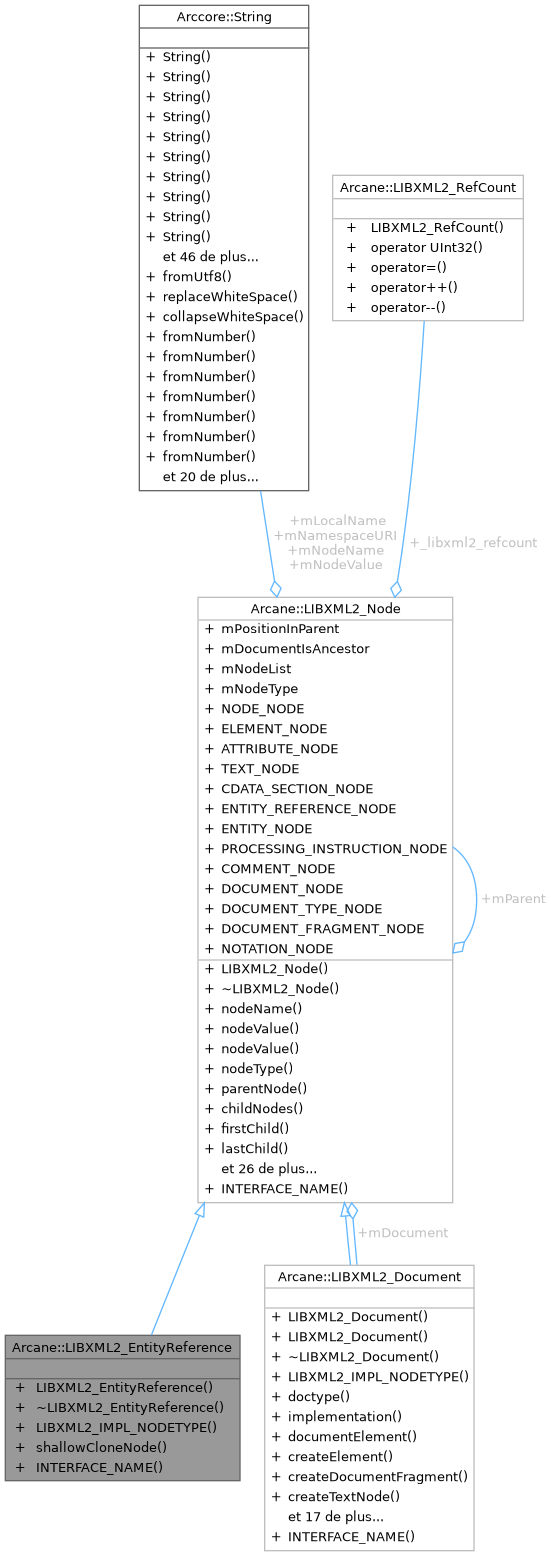 Arccore::String
+ String()
+ String()
+ String()
+ String()
+ String()
+ String()
+ String()
+ String()
+ String()
+ String()
et 46 de plus...
+ fromUtf8()
+ replaceWhiteSpace()
+ collapseWhiteSpace()
+ fromNumber()
+ fromNumber()
+ fromNumber()
+ fromNumber()
+ fromNumber()
+ fromNumber()
+ fromNumber()
et 20 de plus...
Arcane::LIBXML2_RefCount
+ LIBXML2_RefCount()
+ operator UInt32()
+ operator=()
+ operator++()
+ operator--()
+mLocalName
+mNamespaceURI
+mNodeName
+mNodeValue
+_libxml2_refcount
Arcane::LIBXML2_Node
+ mPositionInParent
+ mDocumentIsAncestor
+ mNodeList
+ mNodeType
+ NODE_NODE
+ ELEMENT_NODE
+ ATTRIBUTE_NODE
+ TEXT_NODE
+ CDATA_SECTION_NODE
+ ENTITY_REFERENCE_NODE
+ ENTITY_NODE
+ PROCESSING_INSTRUCTION_NODE
+ COMMENT_NODE
+ DOCUMENT_NODE
+ DOCUMENT_TYPE_NODE
+ DOCUMENT_FRAGMENT_NODE
+ NOTATION_NODE
+ LIBXML2_Node()
+ ~LIBXML2_Node()
+ nodeName()
+ nodeValue()
+ nodeValue()
+ nodeType()
+ parentNode()
+ childNodes()
+ firstChild()
+ lastChild()
et 26 de plus...
+ INTERFACE_NAME()
+mParent
+mDocument
Arcane::LIBXML2_EntityReference
+ LIBXML2_EntityReference()
+ ~LIBXML2_EntityReference()
+ LIBXML2_IMPL_NODETYPE()
+ shallowCloneNode()
+ INTERFACE_NAME()
Arcane::LIBXML2_Document
+ LIBXML2_Document()
+ LIBXML2_Document()
+ ~LIBXML2_Document()
+ LIBXML2_IMPL_NODETYPE()
+ doctype()
+ implementation()
+ documentElement()
+ createElement()
+ createDocumentFragment()
+ createTextNode()
et 17 de plus...
+ INTERFACE_NAME()